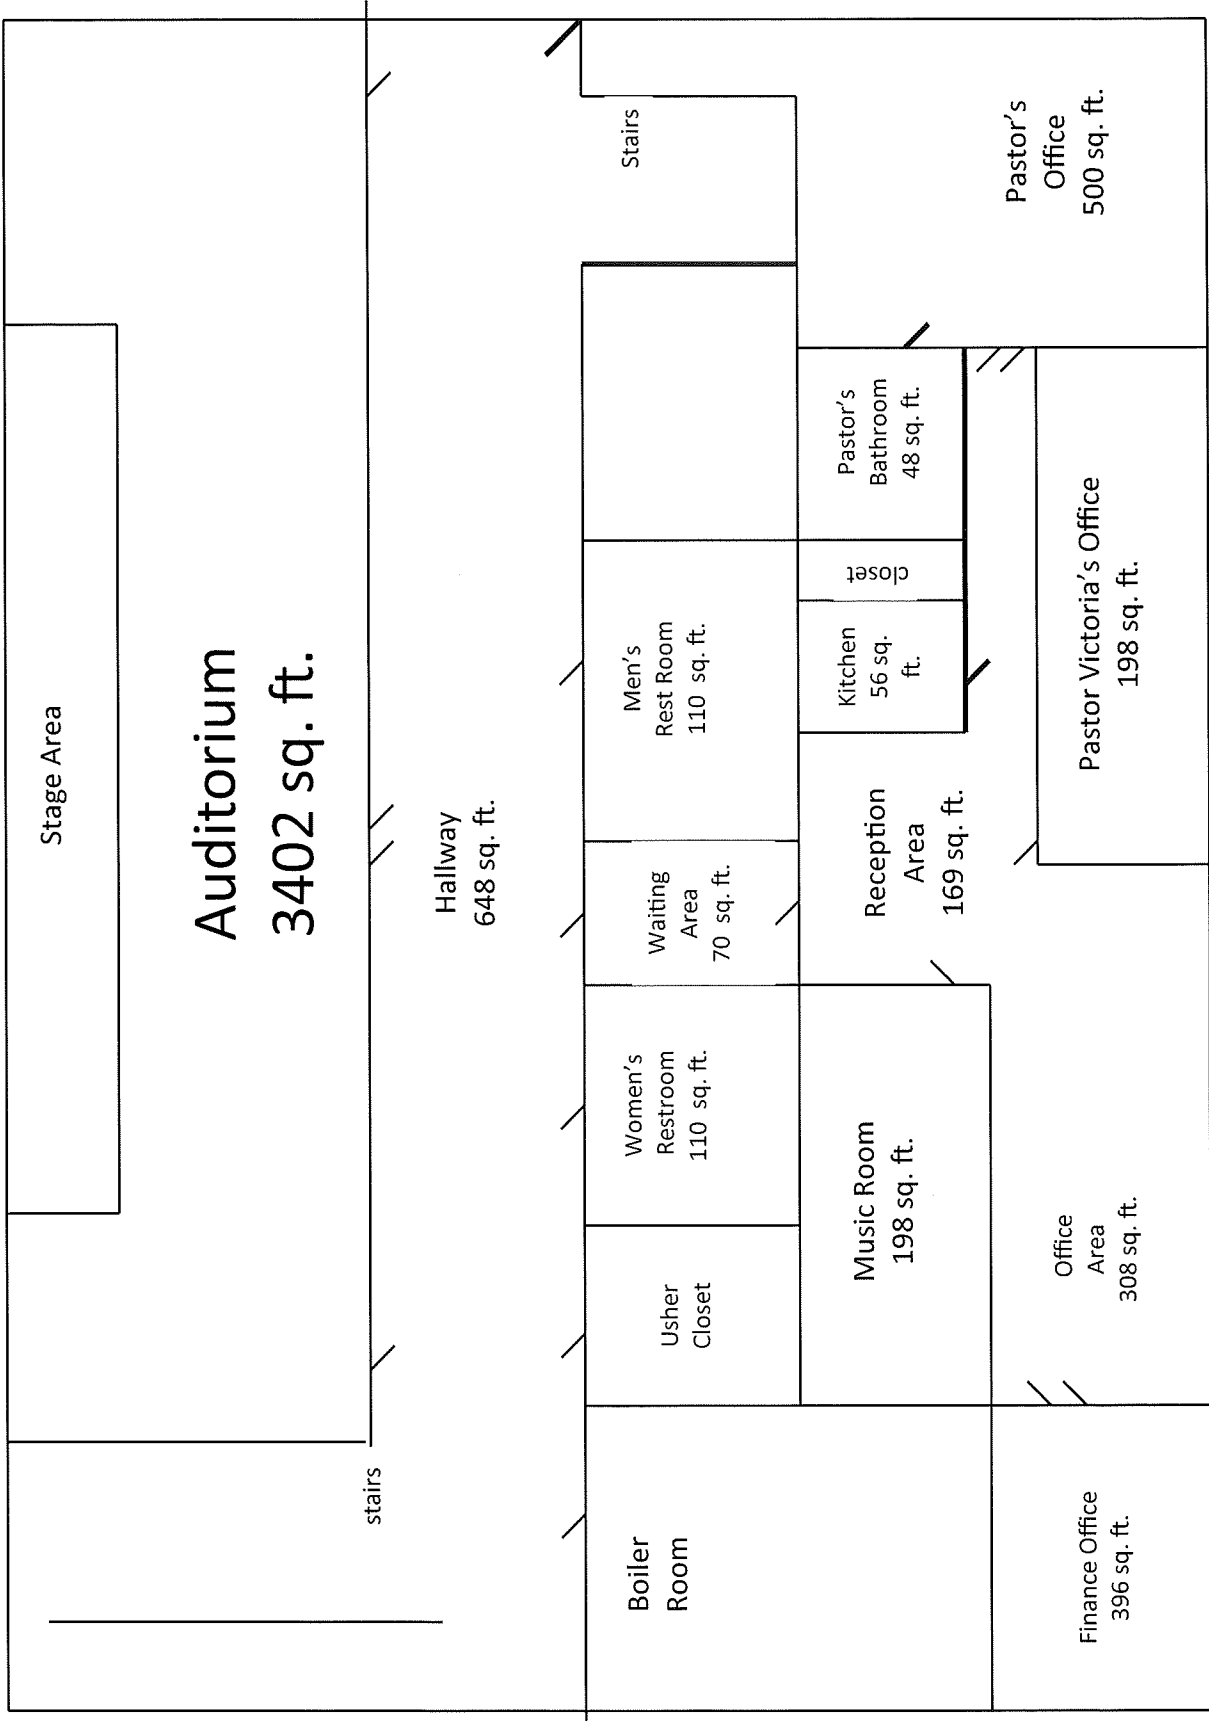 Stage Area
Auditorium
3402 sq. ft.
stairs
Hallway
648 sq. ft.
Stairs
Boiler
Room
Usher
Closet
Women's
Restroom
110 sq. ft.
Waiting
Area
70 sq. ft.
Men's
Rest Room
110 sq. ft.
Music Room
198 sq. ft.
Reception
Area
169 sq. ft.
Kitchen
56 sq.
ft.
closet
Pastor's
Bathroom
48 sq. ft.
Finance Office
396 sq. ft.
Office
Area
308 sq. ft.
Pastor Victoria's Office
198 sq. ft.
Pastor's
Office
500 sq. ft.